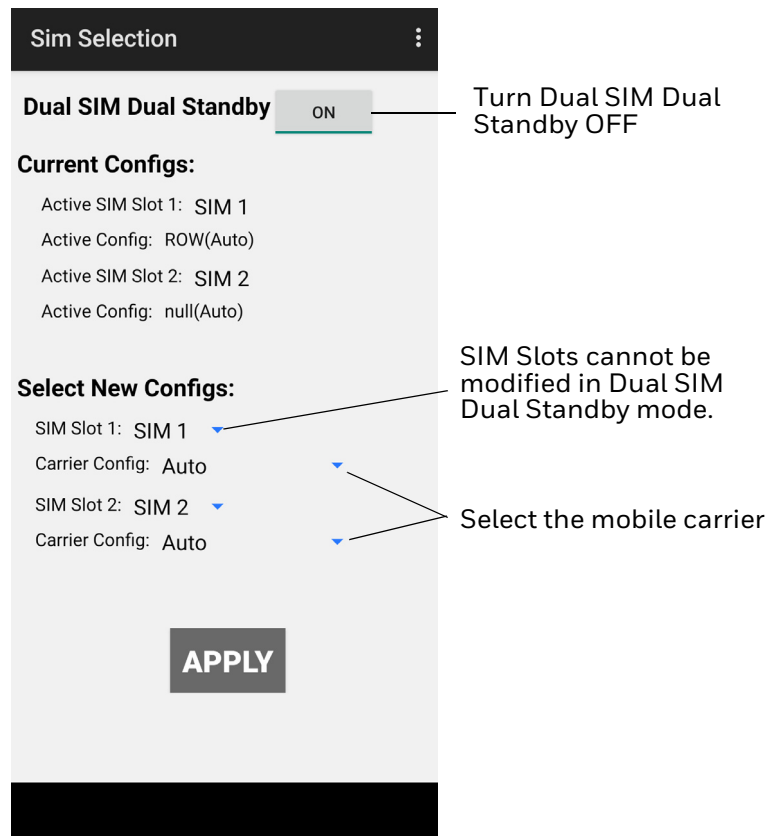 Sim Selection
Dual SIM Dual Standby ON
Turn Dual SIM Dual
Standby OFF
Current Configs:
Active SIM Slot 1: SIM 1
Active Config: ROW(Auto)
Active SIM Slot 2: SIM 2
Active Config: null(Auto)
SIM Slots cannot be
modified in Dual SIM
Dual Standby mode.
Select New Configs:
SIM Slot 1: SIM 1
Carrier Config: Auto
SIM Slot 2: SIM 2
Carrier Config: Auto
Select the mobile carrier
APPLY